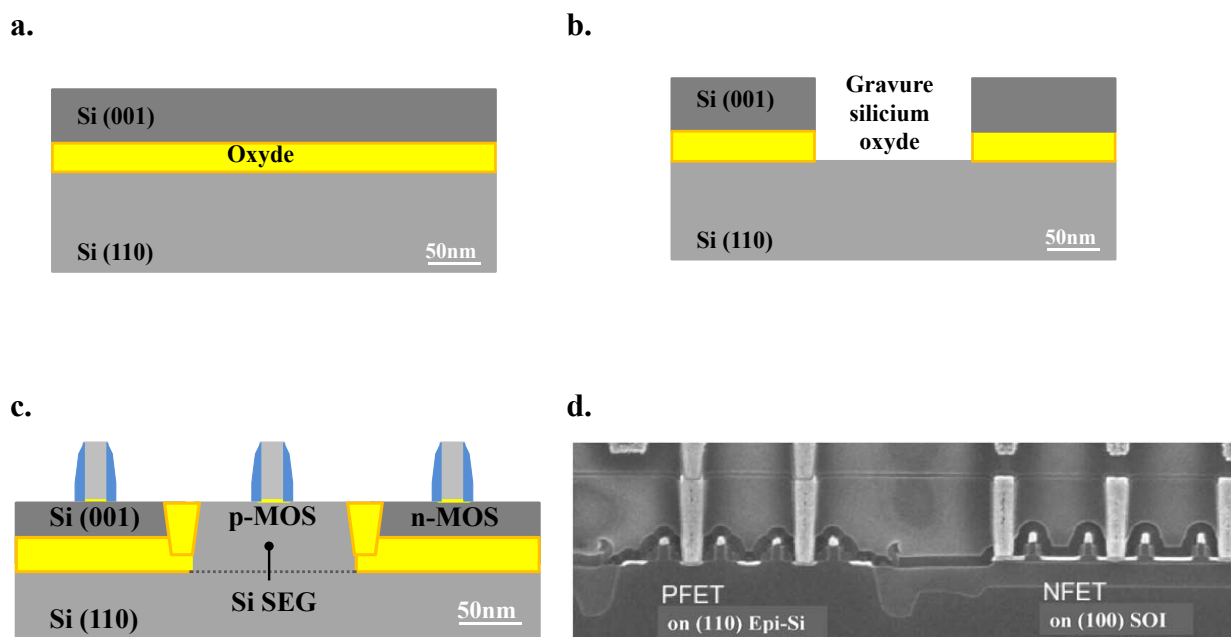 a.
Si (001)
Oxyde
Si (110)
50nm
b.
Si (001)
Gravure
silicium
oxyde
Si (110)
50nm
c.
Si (001)
p-MOS
n-MOS
Si SEG
Si (110)
50nm
d.
PFET
on (110) Epi-Si
NFET
on (100) SOI